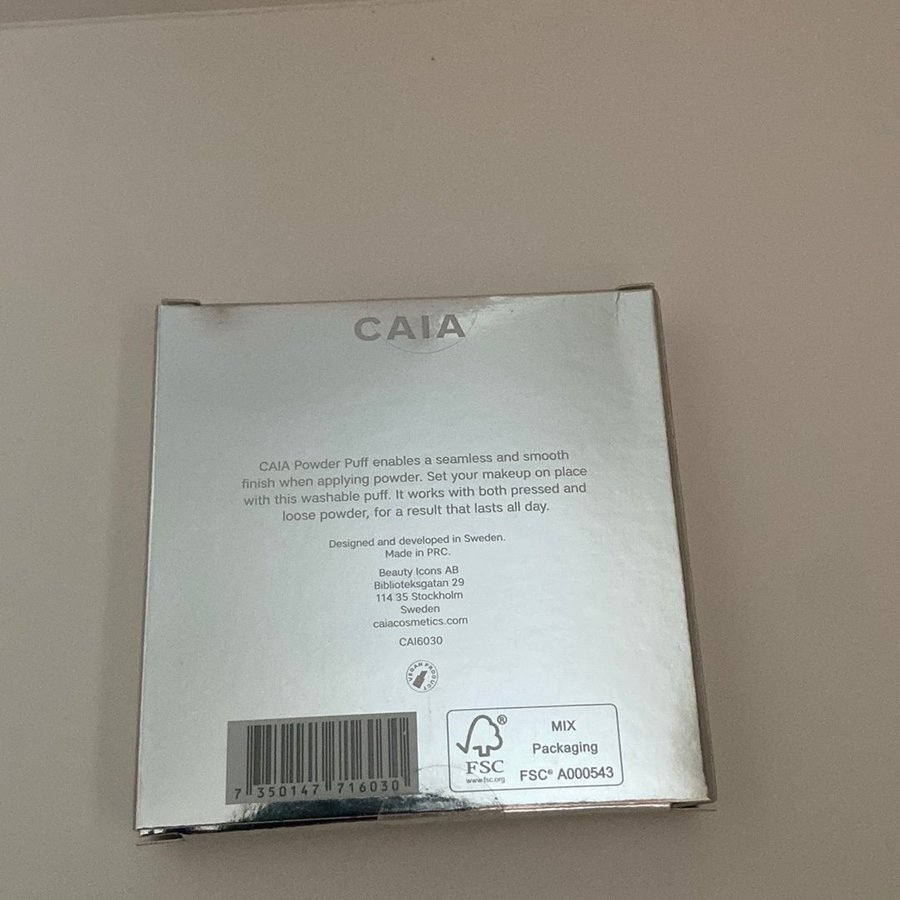 CAIA
CAIA Powder Puff enables a seamless and smooth
finish when applying powder. Set your makeup on place
with this washable puff. It works with both pressed and
loose powder, for a result that lasts all day.
Designed and developed in Sweden.
Made in PRC.
Beauty Icons AB
Biblioteksgatan 29
114 35 Stockholm
Sweden
caiacosmetics.com
CAI6030
VEGAN PRODUCT
7 350147 716030
FSC®
www.fsc.org
MIX
Packaging
FSC® A000543